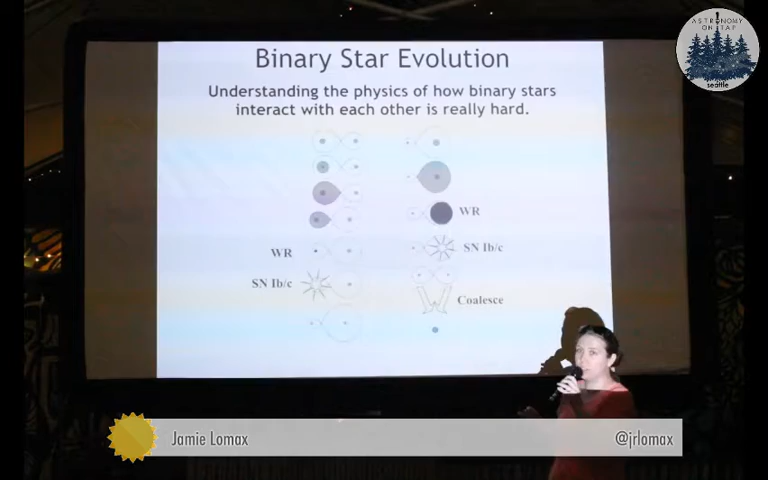 ASTRONOMY
ON TAP
seattle
Binary Star Evolution
Understanding the physics of how binary stars
interact with each other is really hard.
WR
SN Ib/c
WR
SN Ib/c
Coalesce
Jamie Lomax
@jrlomax